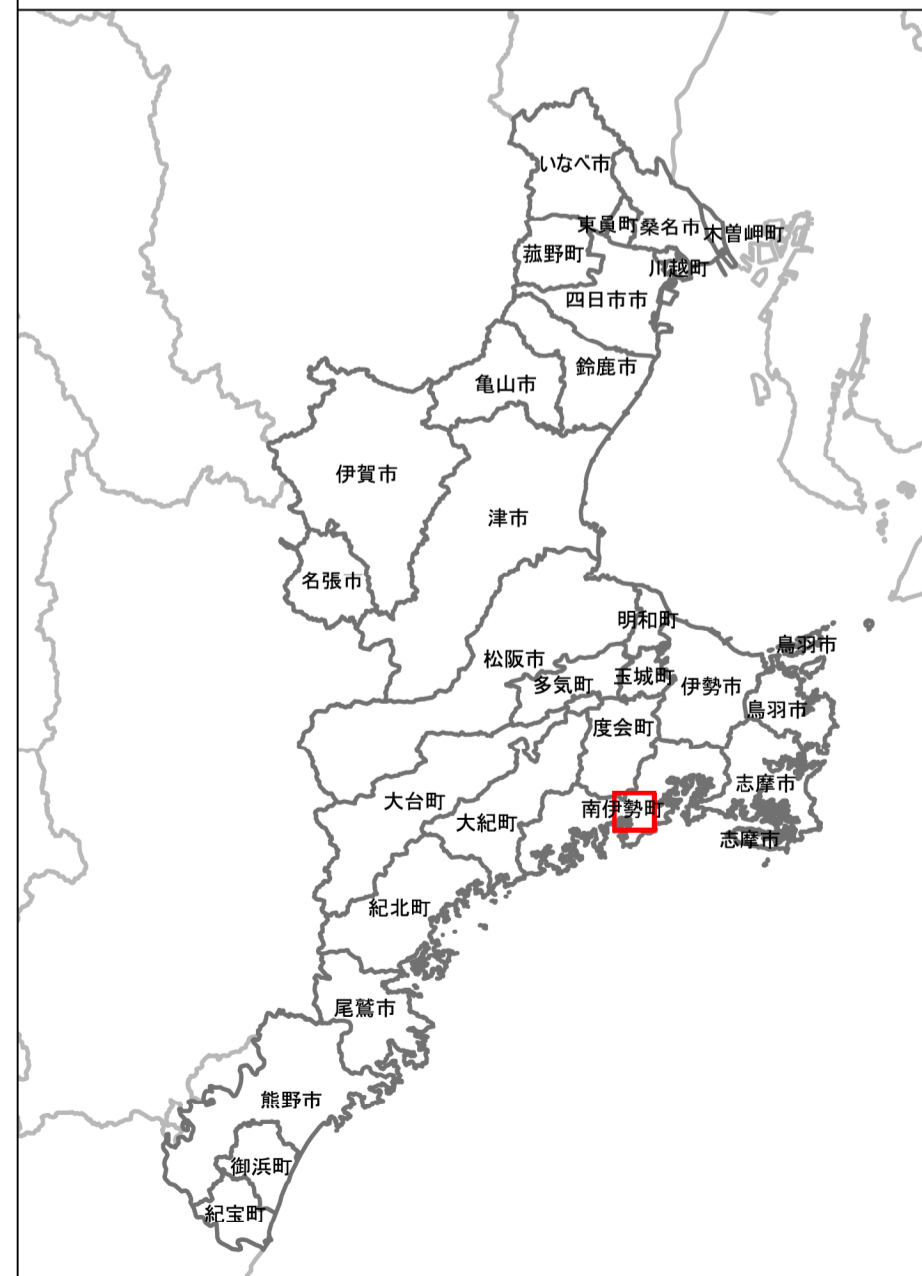 いなべ市
東員町
桑名市
木曽岬町
菰野町
川越町
四日市市
鈴鹿市
亀山市
伊賀市
津市
名張市
明和町
鳥羽市
松阪市
多気町
玉城町
伊勢市
鳥羽市
度会町
志摩市
大台町
南伊勢町
大紀町
志摩市
紀北町
尾鷲市
熊野市
御浜町
紀宝町